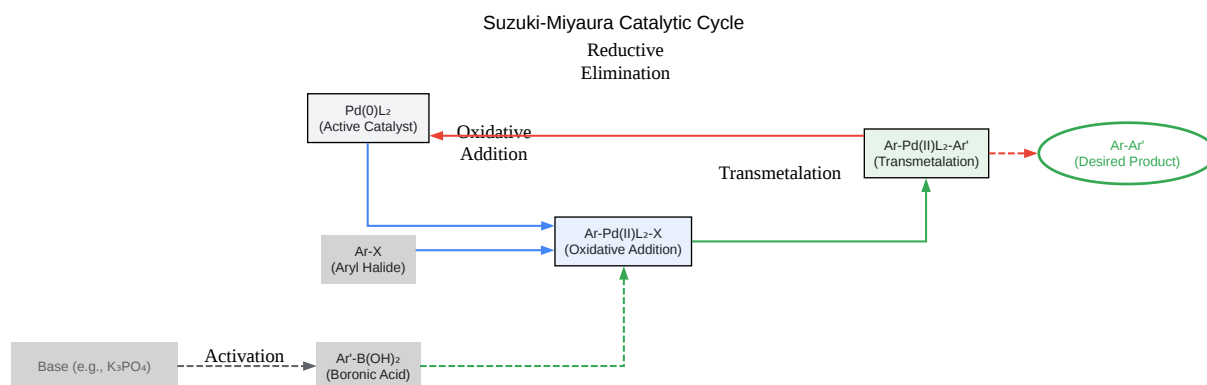 Suzuki-Miyaura Catalytic Cycle
Reductive
Elimination
Pd(0)L₂
(Active Catalyst)
Oxidative
Addition
Ar-Pd(II)L₂-Ar'
(Transmetalation)
Ar-Ar'
(Desired Product)
Transmetalation
Ar-Pd(II)L₂-X
(Oxidative Addition)
Ar-X
(Aryl Halide)
Base (e.g., K₃PO₄)
Activation
Ar'-B(OH)₂
(Boronic Acid)